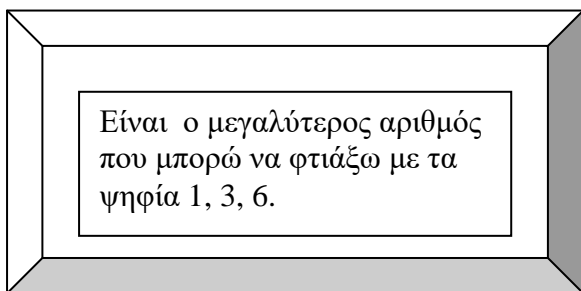 Είναι  ο μεγαλύτερος αριθμός
που μπορώ να φτιάξω με τα
ψηφία 1, 3, 6.